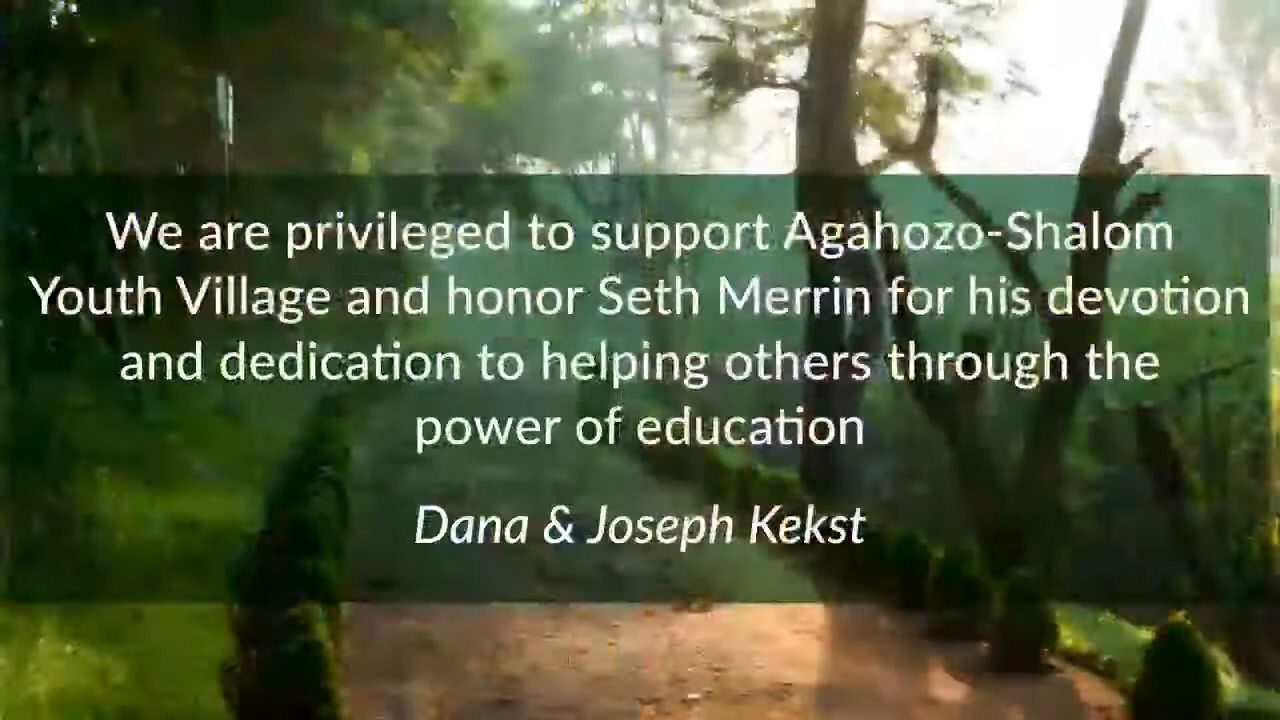 We are privileged to support Agahozo-Shalom
Youth Village and honor Seth Merrin for his devotion
and dedication to helping others through the
power of education
Dana & Joseph Kekst